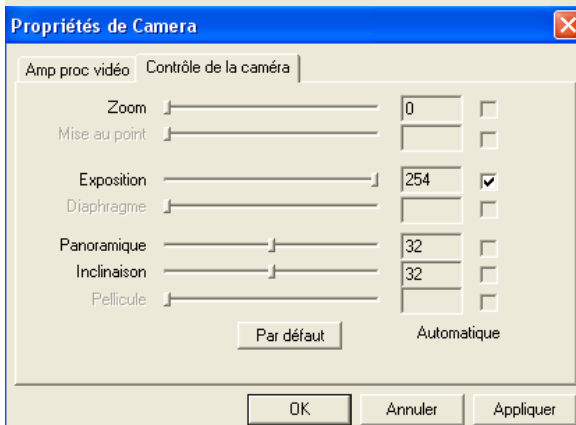 Propriétés de Camera
Amp proc vidéo Contrôle de la caméra
Zoom 0
Mise au point
Exposition 254
Diaphragme
Panoramique 32
Inclinaison 32
Pellicule
Par défaut Automatique
OK Annuler Appliquer